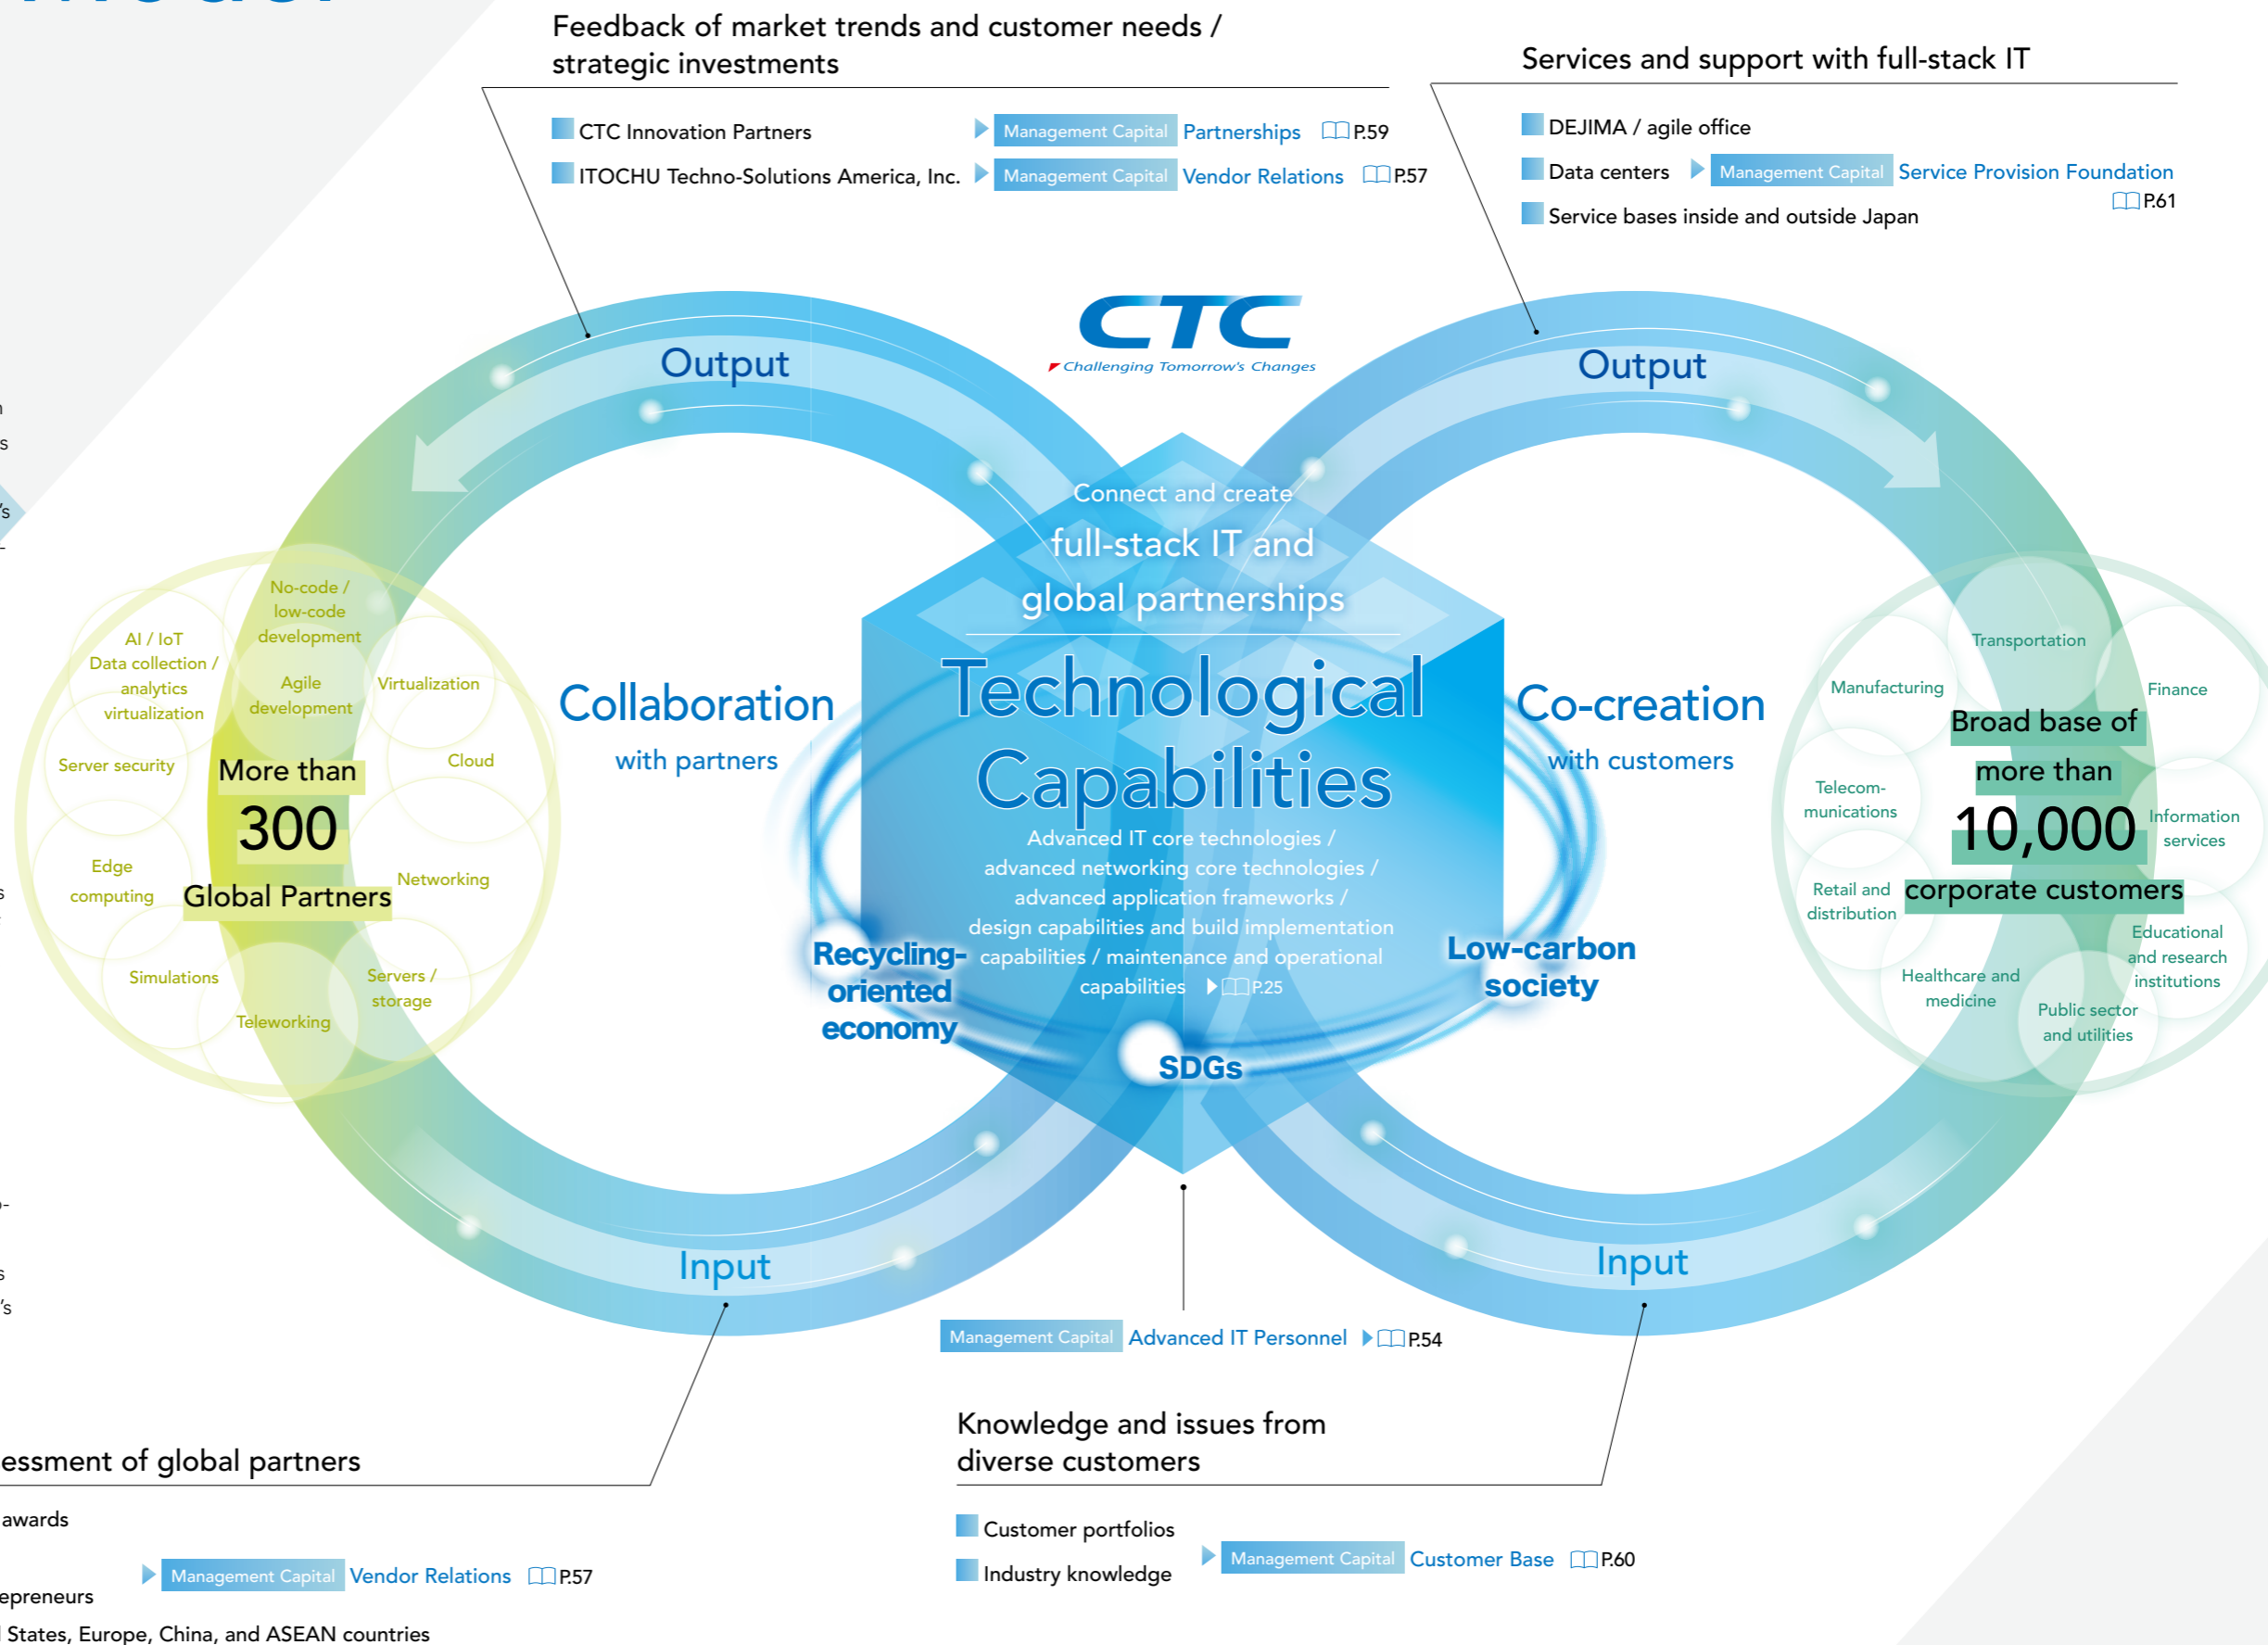 Feedback of market trends and customer needs /
strategic investments
CTC Innovation Partners
Management Capital Partnerships P.59
ITOCHU Techno-Solutions America, Inc.
Management Capital Vendor Relations P.57
Services and support with full-stack IT
DEJIMA / agile office
Data centers
Management Capital Service Provision Foundation
P.61
Service bases inside and outside Japan
CTC
Challenging Tomorrow's Changes
Output
Output
Connect and create
full-stack IT and
global partnerships
Technological
Capabilities
Advanced IT core technologies /
advanced networking core technologies /
advanced application frameworks /
design capabilities and build implementation
capabilities / maintenance and operational
capabilities P.25
Collaboration
with partners
Co-creation
with customers
No-code /
low-code
development
AI / IoT
Data collection /
analytics
virtualization
Agile
development
Virtualization
Server security
Cloud
More than
300
Global Partners
Edge
computing
Networking
Simulations
Servers /
storage
Teleworking
Transportation
Manufacturing
Finance
Broad base of
more than
10,000
corporate customers
Telecom-
munications
Information
services
Retail and
distribution
Educational
and research
institutions
Healthcare and
medicine
Public sector
and utilities
Recycling-
oriented
economy
SDGs
Low-carbon
society
Input
Input
Management Capital Advanced IT Personnel P.54
Knowledge and issues from
diverse customers
Customer portfolios
Industry knowledge
Management Capital Customer Base P.60
of global partners
awards
Management Capital Vendor Relations P.57
States, Europe, China, and ASEAN countries